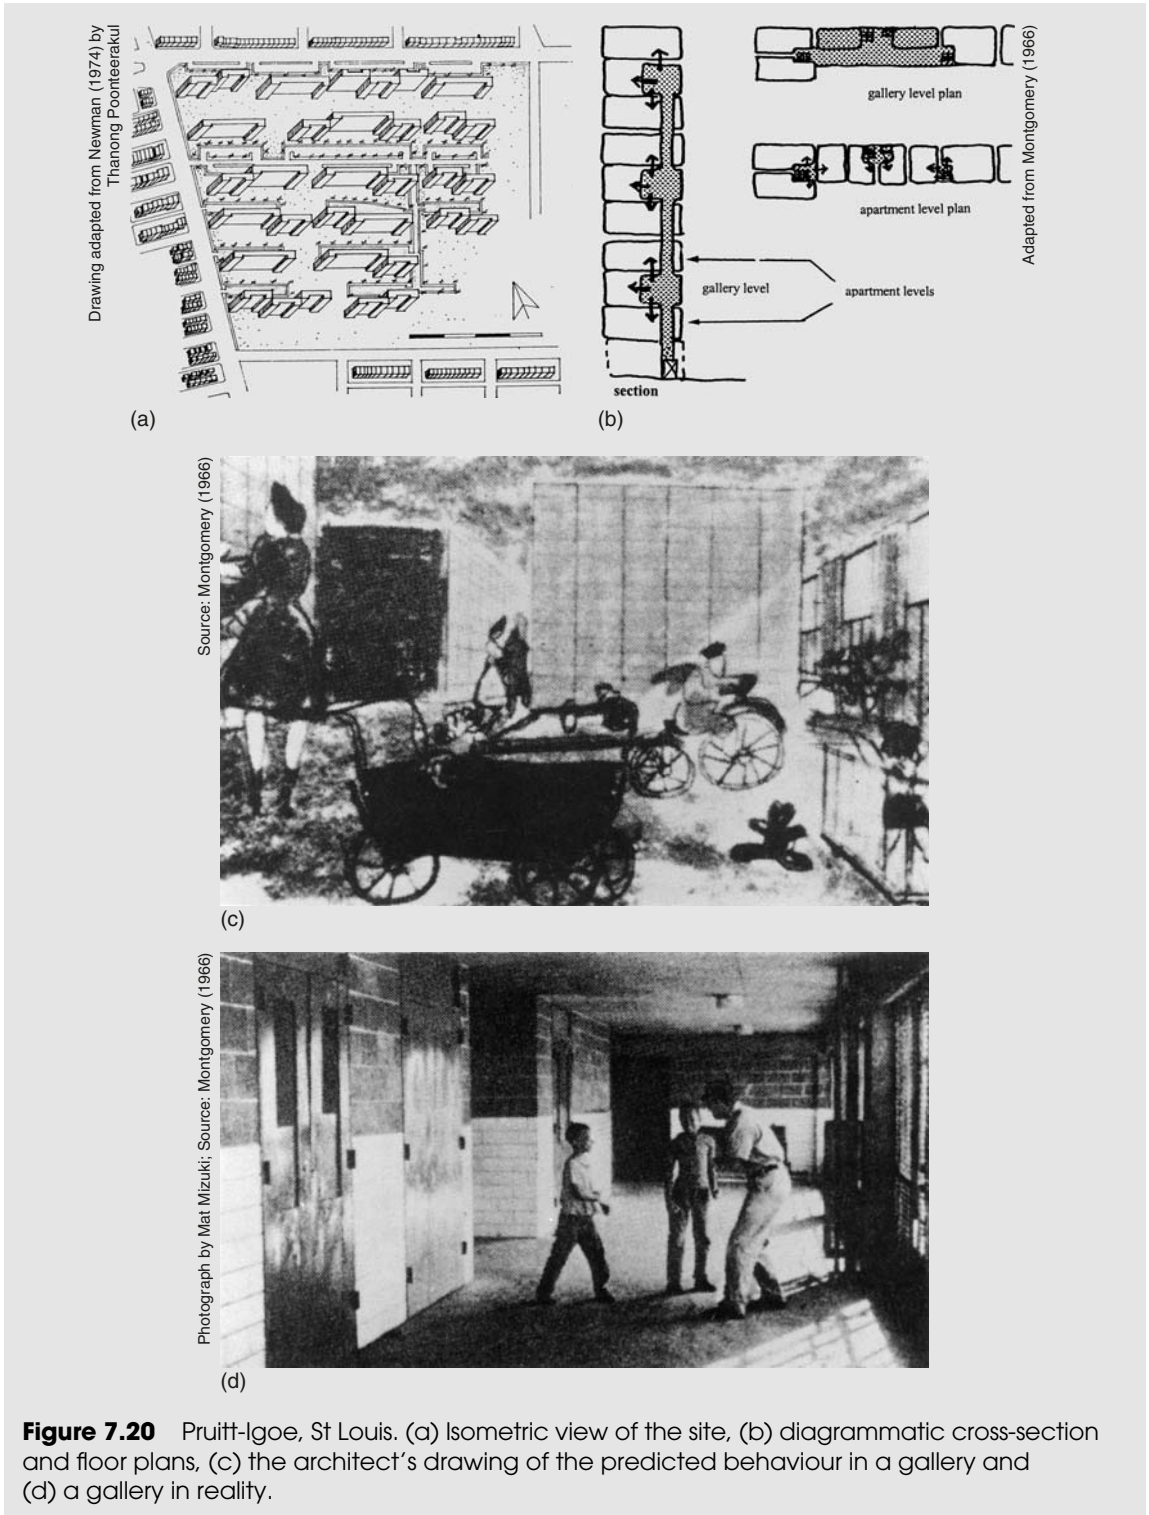 Drawing adapted from Newman (1974) by
Thanong Poonteerakul
gallery level plan
apartment level plan
gallery level
apartment levels
section
Adapted from Montgomery (1966)
(a)
(b)
Source: Montgomery (1966)
(c)
Photograph by Mat Mizuki; Source: Montgomery (1966)
(d)
Figure 7.20 Pruitt-Igoe, St Louis. (a) Isometric view of the site, (b) diagrammatic cross-section
and floor plans, (c) the architect's drawing of the predicted behaviour in a gallery and
(d) a gallery in reality.